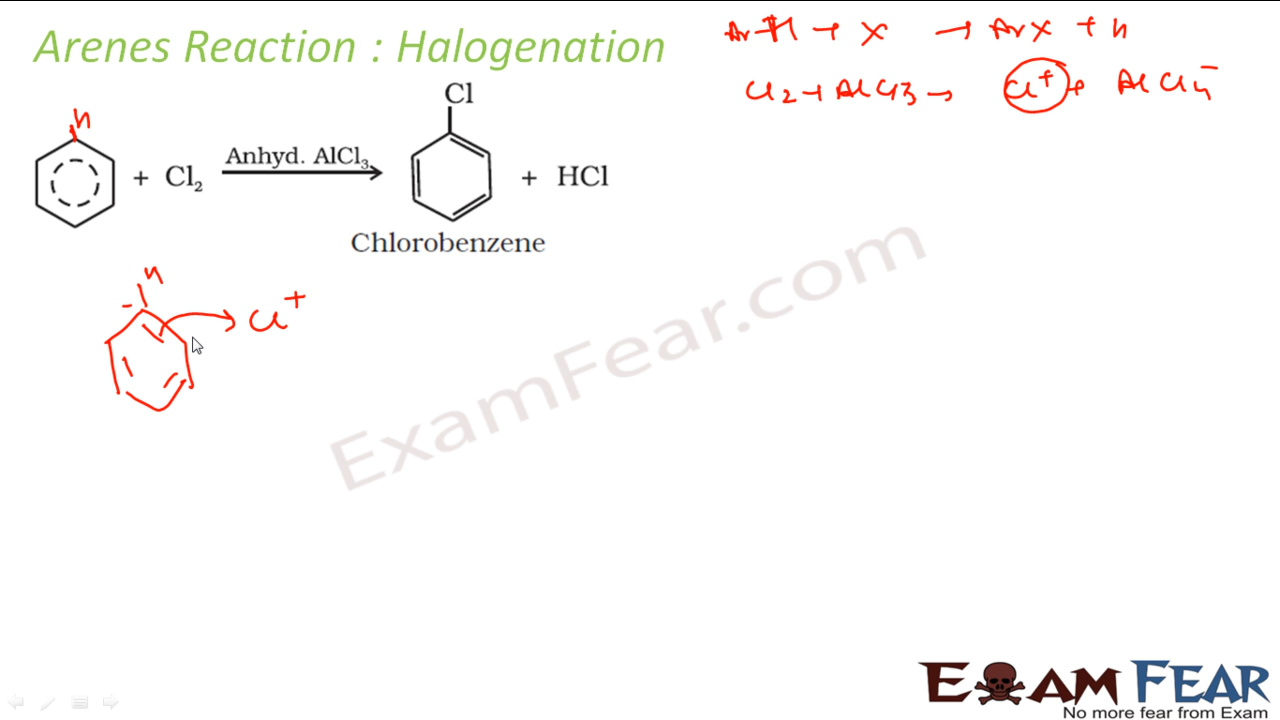 Arenes Reaction : Halogenation
Ar-H + X → ArX + H
Cl2 + AlCl3 → Cl+ + AlCl4-
H
Cl
+ Cl₂ Anhyd. AlCl₃ + HCl
Chlorobenzene
H
- Cl+
ExamFear.com
EXAM FEAR
No more fear from Exam